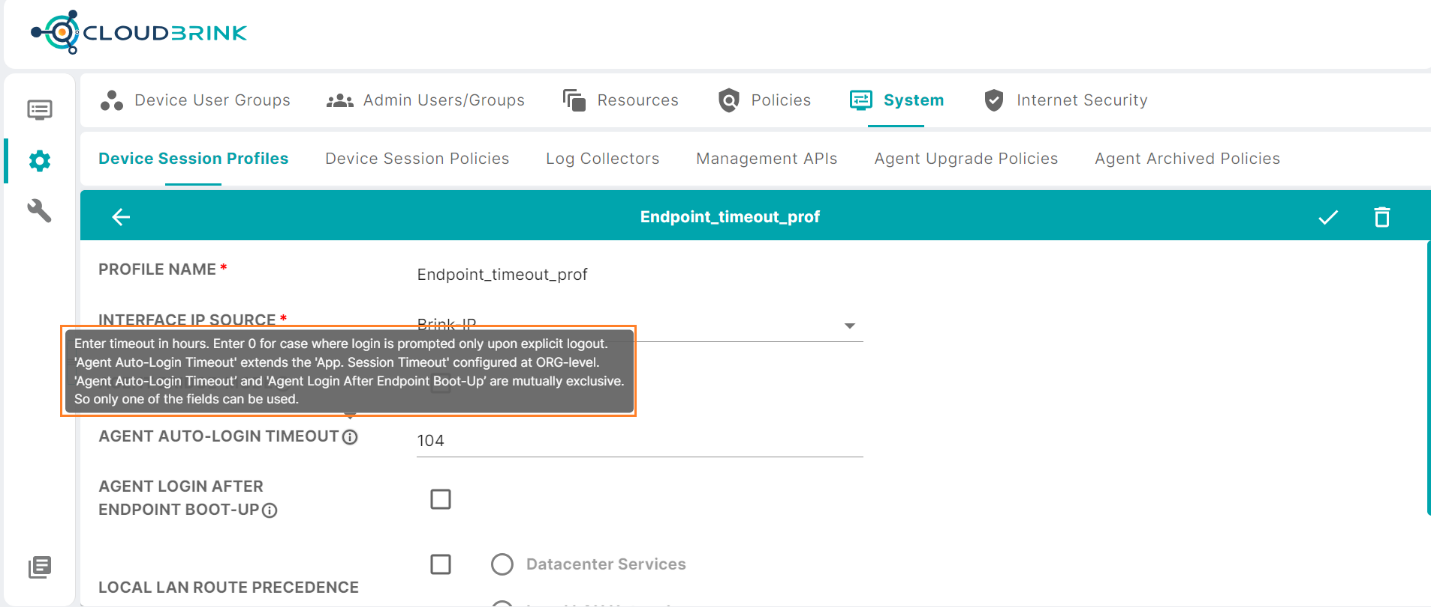 CLOUDBRINK
Device User Groups
Admin Users/Groups
Resources
Policies
System
Internet Security
Device Session Profiles
Device Session Policies
Log Collectors
Management APIs
Agent Upgrade Policies
Agent Archived Policies
Endpoint_timeout_prof
PROFILE NAME *
Endpoint_timeout_prof
INTERFACE IP SOURCE *
Brink-IP
Enter timeout in hours. Enter 0 for case where login is prompted only upon explicit logout.
'Agent Auto-Login Timeout' extends the 'App. Session Timeout' configured at ORG-level.
'Agent Auto-Login Timeout' and 'Agent Login After Endpoint Boot-Up' are mutually exclusive.
So only one of the fields can be used.
AGENT AUTO-LOGIN TIMEOUT
104
AGENT LOGIN AFTER
ENDPOINT BOOT-UP
Datacenter Services
LOCAL LAN ROUTE PRECEDENCE